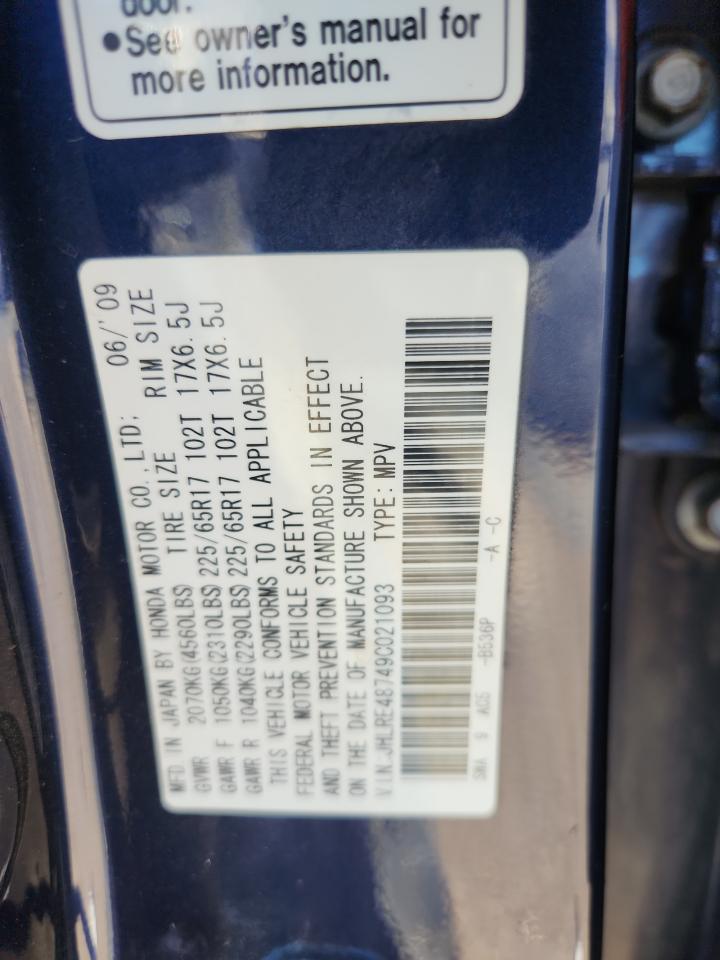 door.
●See owner's manual for
more information.
MFD. IN JAPAN BY HONDA MOTOR CO., LTD: 06/'09
TIRE SIZE RIM SIZE
GVWR 2070KG(4560LBS)
GAWR F 1050KG(2310LBS) 225/65R17 102T 17X6.5J
GAWR R 1040KG(2290LBS) 225/65R17 102T 17X6.5J
THIS VEHICLE CONFORMS TO ALL APPLICABLE
FEDERAL MOTOR VEHICLE SAFETY
AND THEFT PREVENTION STANDARDS IN EFFECT
ON THE DATE OF MANUFACTURE SHOWN ABOVE.
V.I.N:JHLRE48749C021093 TYPE:MPV
SWA 9 AC5 -B536P -A -C